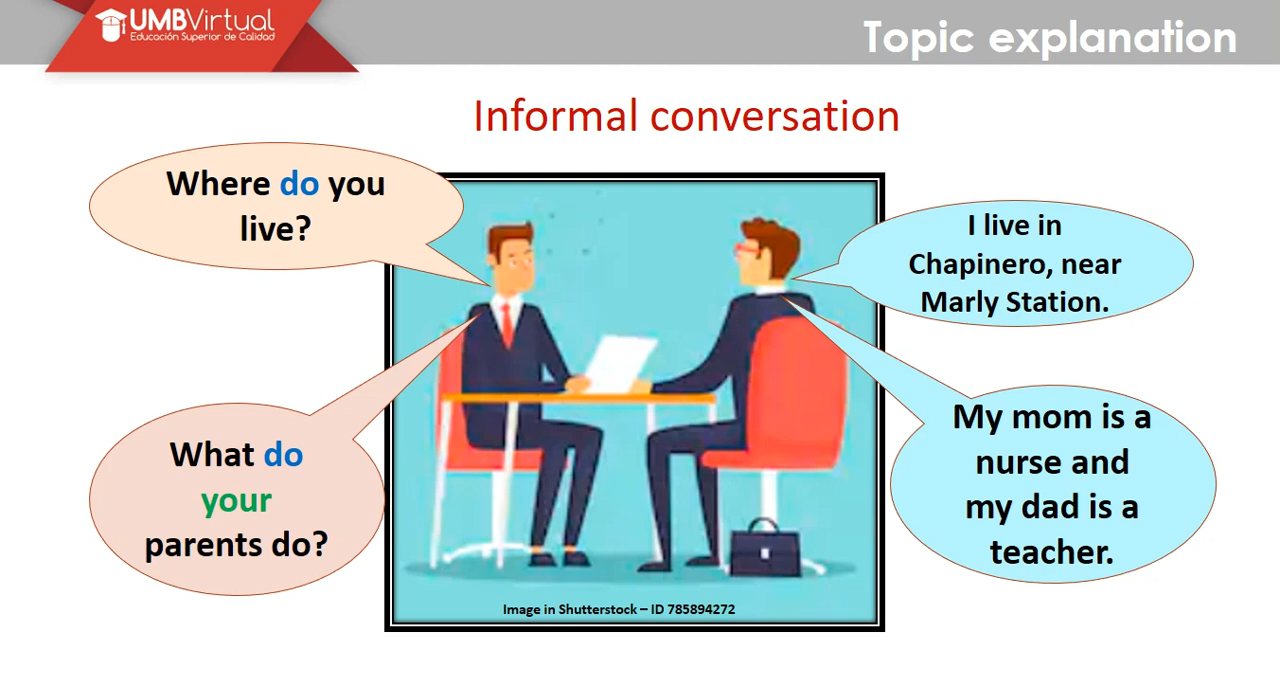 UMBVirtual
Educación Superior de Calidad
Topic explanation
Informal conversation
Where do you
live?
I live in
Chapinero, near
Marly Station.
What do
your
parents do?
My mom is a
nurse and
my dad is a
teacher.
Image in Shutterstock – ID 785894272